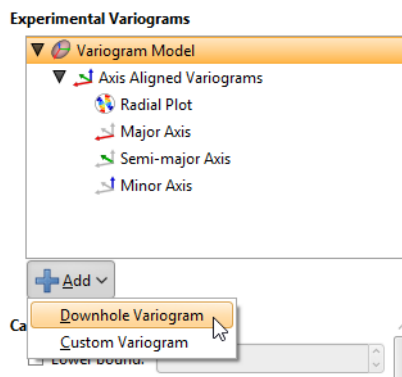 Experimental Variograms
Variogram Model
Axis Aligned Variograms
Radial Plot
Major Axis
Semi-major Axis
Minor Axis
Add
Downhole Variogram
Custom Variogram
Ca
Lower bound: